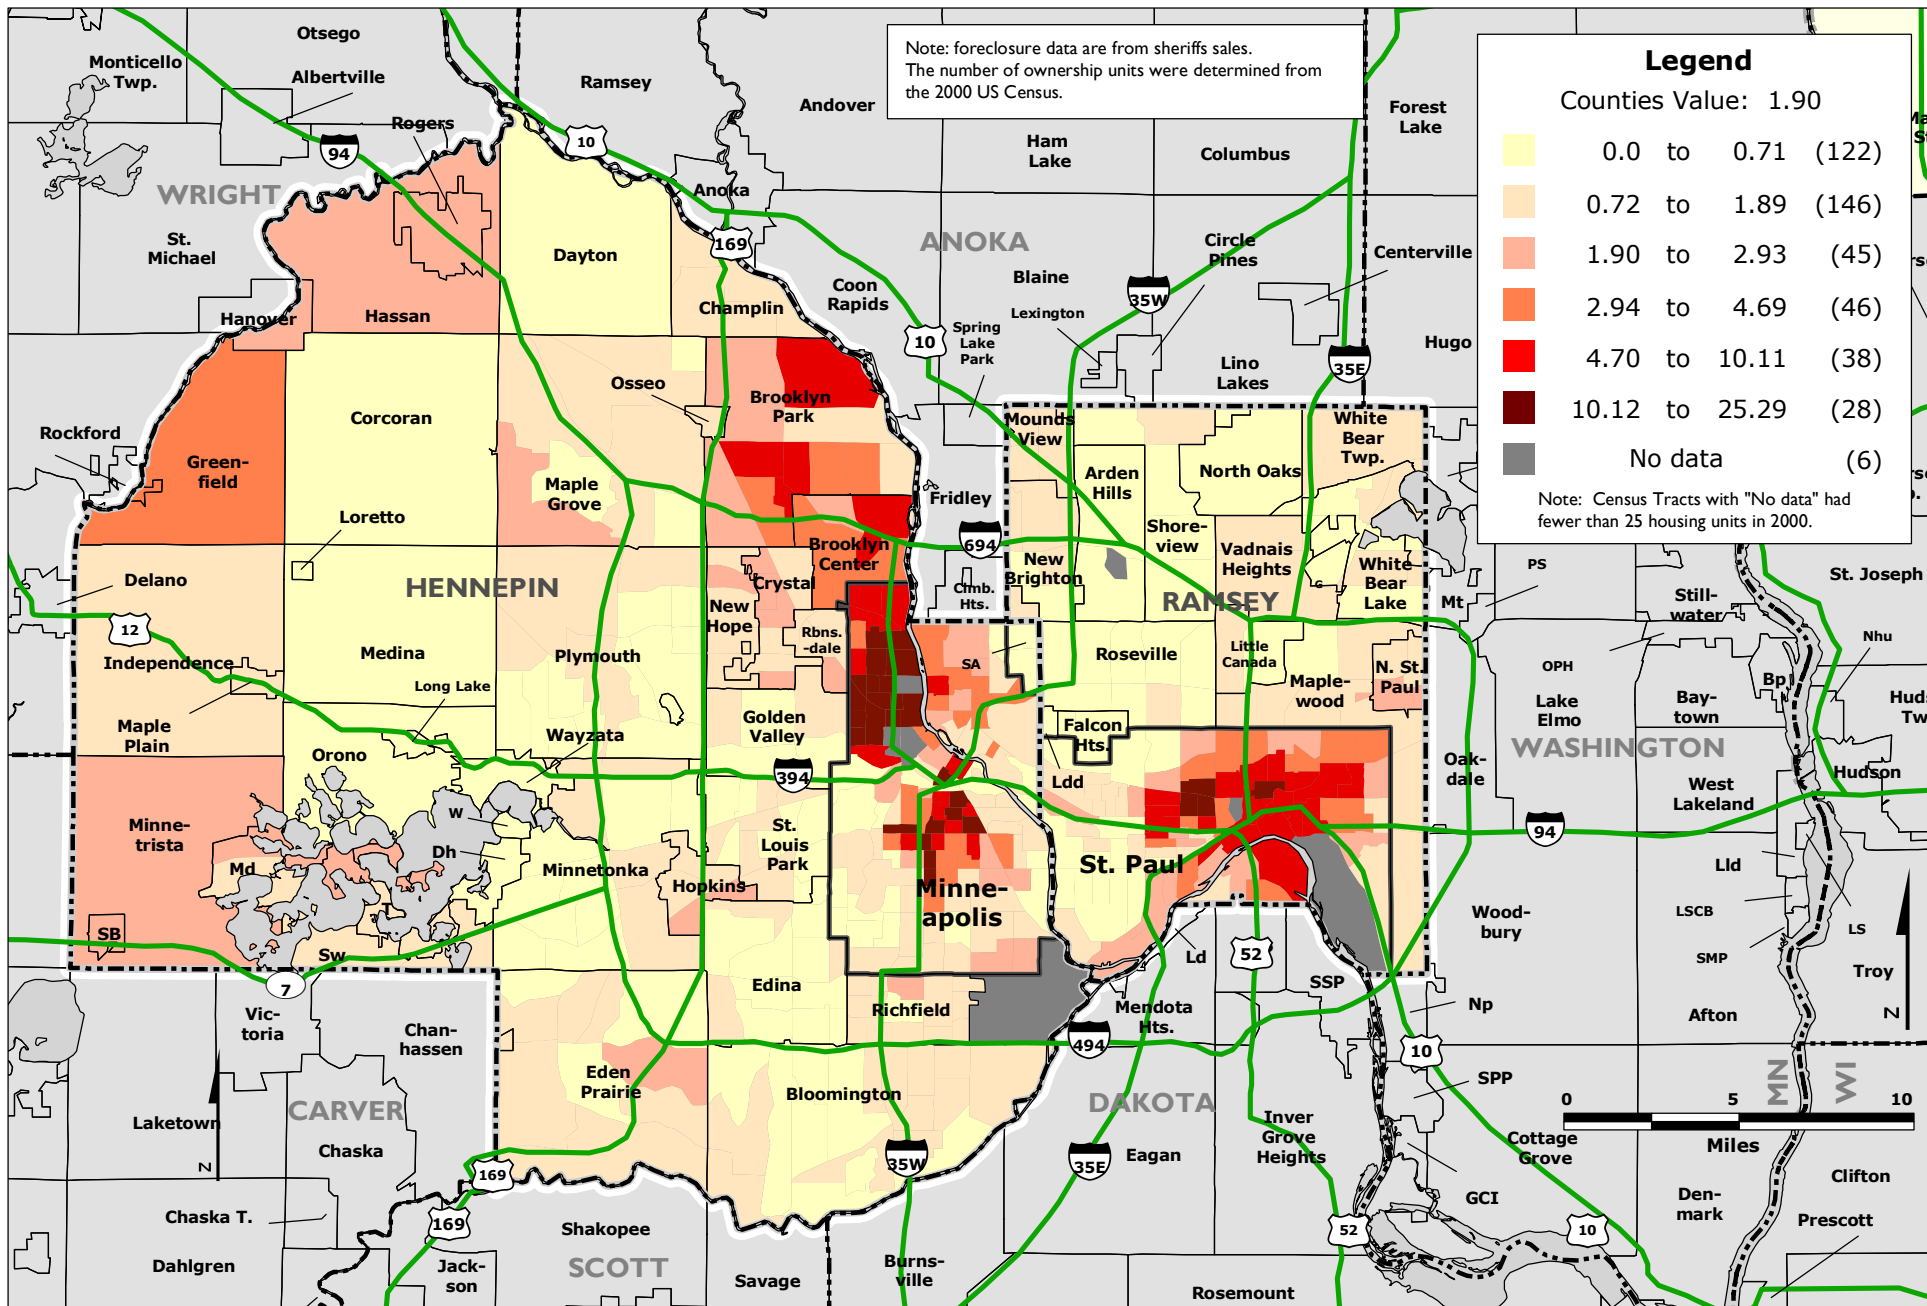 Otsego
Monticello
Twp.
Albertville
Ramsey
Andover
Note: foreclosure data are from sheriffs sales.
The number of ownership units were determined from
the 2000 US Census.
Forest
Lake
Legend
Counties Value: 1.90
0.0 to 0.71 (122)
0.72 to 1.89 (146)
1.90 to 2.93 (45)
2.94 to 4.69 (46)
4.70 to 10.11 (38)
10.12 to 25.29 (28)
No data (6)
Note: Census Tracts with "No data" had
fewer than 25 housing units in 2000.
Rogers
94
10
Ham
Lake
Columbus
WRIGHT
Anoka
St.
Michael
169
Dayton
ANOKA
Circle
Pines
Centerville
Blaine
Coon
Rapids
35W
Lexington
Champlin
Hanover
Hassan
10
Spring
Lake
Park
Hugo
35E
Lino
Lakes
Osseo
Brooklyn
Park
Corcoran
Rockford
Green-
field
Mounds
View
White
Bear
Twp.
Arden
Hills
North Oaks
Maple
Grove
Fridley
Loretto
Shore-
view
694
Brooklyn
Center
Vadnais
Heights
New
Brighton
White
Bear
Lake
PS
St. Joseph
Delano
HENNEPIN
Crystal
Clmb.
Hts.
G
RAMSEY
Mt
Still-
water
New
Hope
12
Rbns.
-dale
Nhu
Independence
Medina
Plymouth
SA
Roseville
Little
Canada
N. St.
Paul
OPH
Long Lake
Maple-
wood
Bp
Lake
Elmo
Bay-
town
Maple
Plain
Golden
Valley
Falcon
Hts.
Wayzata
WASHINGTON
Orono
394
Ldd
Oak-
dale
Hudson
West
Lakeland
W
Minne-
trista
St.
Louis
Park
94
Dh
Md
Minnetonka
St. Paul
Lld
Hopkins
Minne-
apolis
T
Wood-
bury
LSCB
LS
SB
Sw
Ld
52
SMP
Troy
7
Edina
SSP
Vic-
toria
Richfield
Mendota
Hts.
Np
Afton
N
Chan-
hassen
494
10
Eden
Prairie
Bloomington
SPP
MN
WI
CARVER
DAKOTA
0 5 10
Miles
Laketown
Chaska
Inver
Grove
Heights
Cottage
Grove
N
35W
35E
Eagan
169
Clifton
GCI
Den-
mark
Chaska T.
169
Shakopee
52
10
Prescott
Dahlgren
Jack-
son
SCOTT
Savage
Burns-
ville
Rosemount